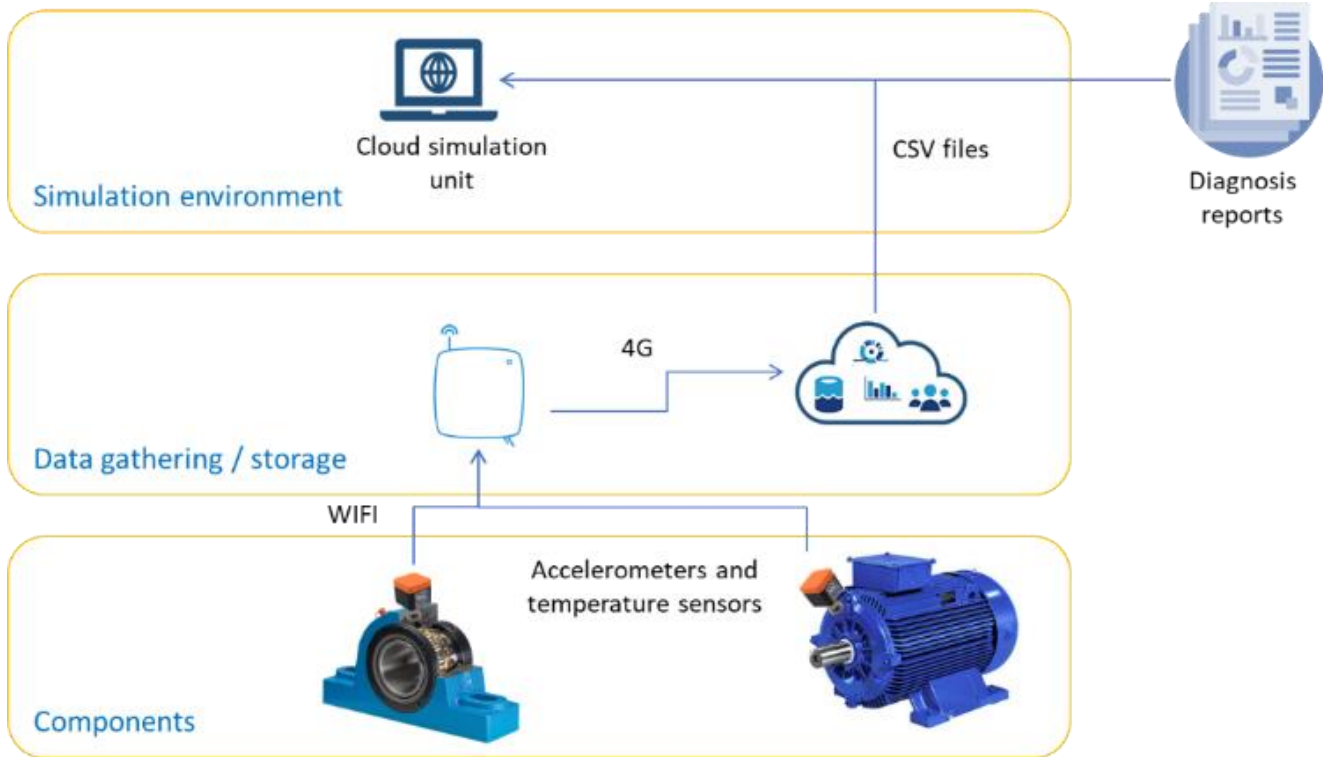 Cloud simulation
unit
CSV files
Diagnosis
reports
Simulation environment
4G
Data gathering / storage
WIFI
Accelerometers and
temperature sensors
Components